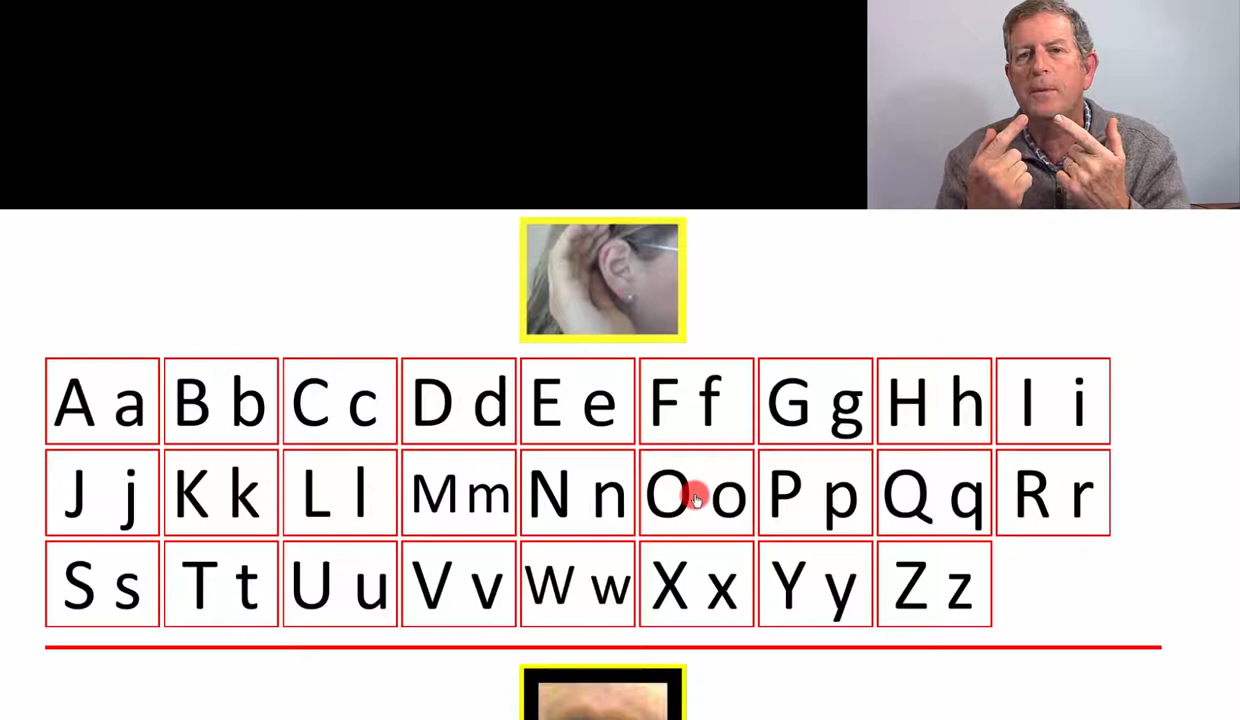 A a B b C c D d E e F f G g H h I i
J j K k L l M m N n O o P p Q q R r
S s T t U u V v W w X x Y y Z z